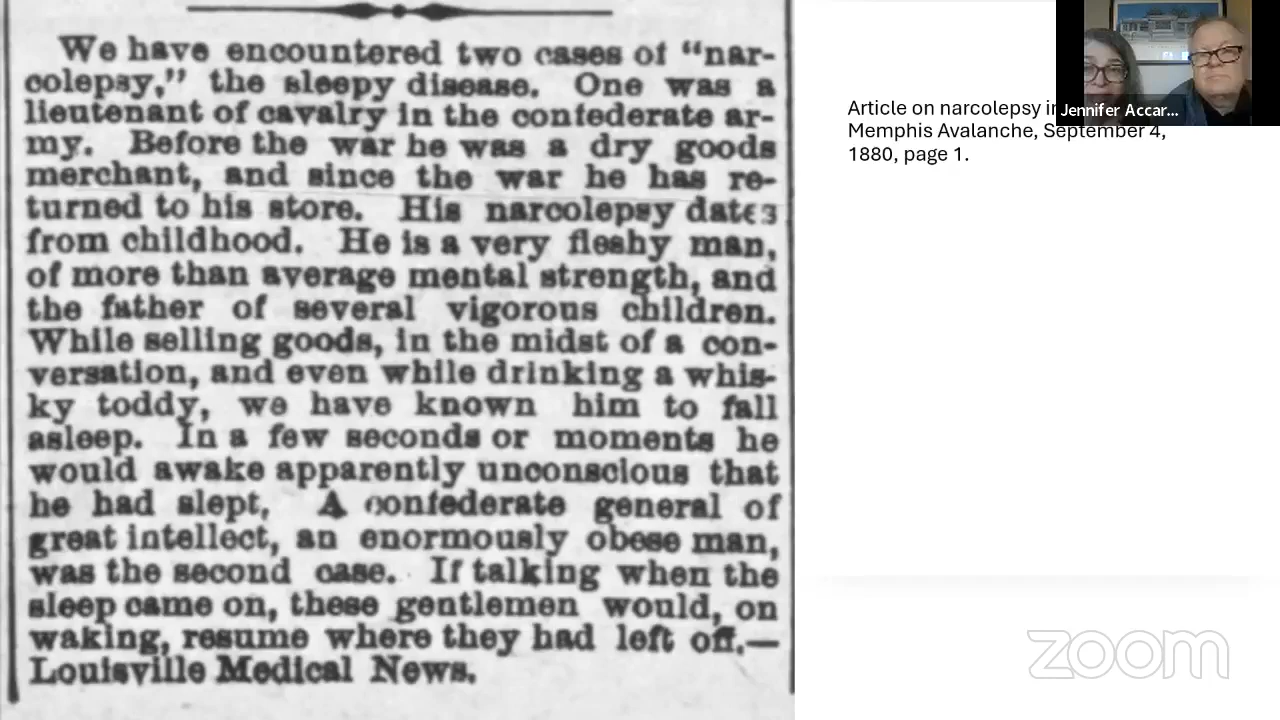 We have encountered two cases of "nar-
colepsy," the sleepy disease. One was a
lieutenant of cavalry in the confederate ar-
my. Before the war he was a dry goods
merchant, and since the war he has re-
turned to his store. His narcolepsy dates
from childhood. He is a very fleshy man,
of more than average mental strength, and
the father of several vigorous children.
While selling goods, in the midst of a con-
versation, and even while drinking a whis-
ky toddy, we have known him to fall
asleep. In a few seconds or moments he
would awake apparently unconscious that
he had slept. A confederate general of
great intellect, an enormously obese man,
was the second case. If talking when the
sleep came on, these gentlemen would, on
waking, resume where they had left off.—
Louisville Medical News.
Article on narcolepsy
Memphis Avalanche, September 4,
1880, page 1.
Jennifer Accar...
zoom